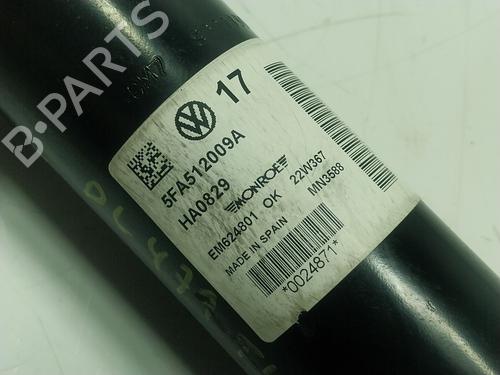 B-PARTS
17
5FA512009A
HA0829
MONROE
EM624801 OK 22W367
MADE IN SPAIN MN3588
*0024871*